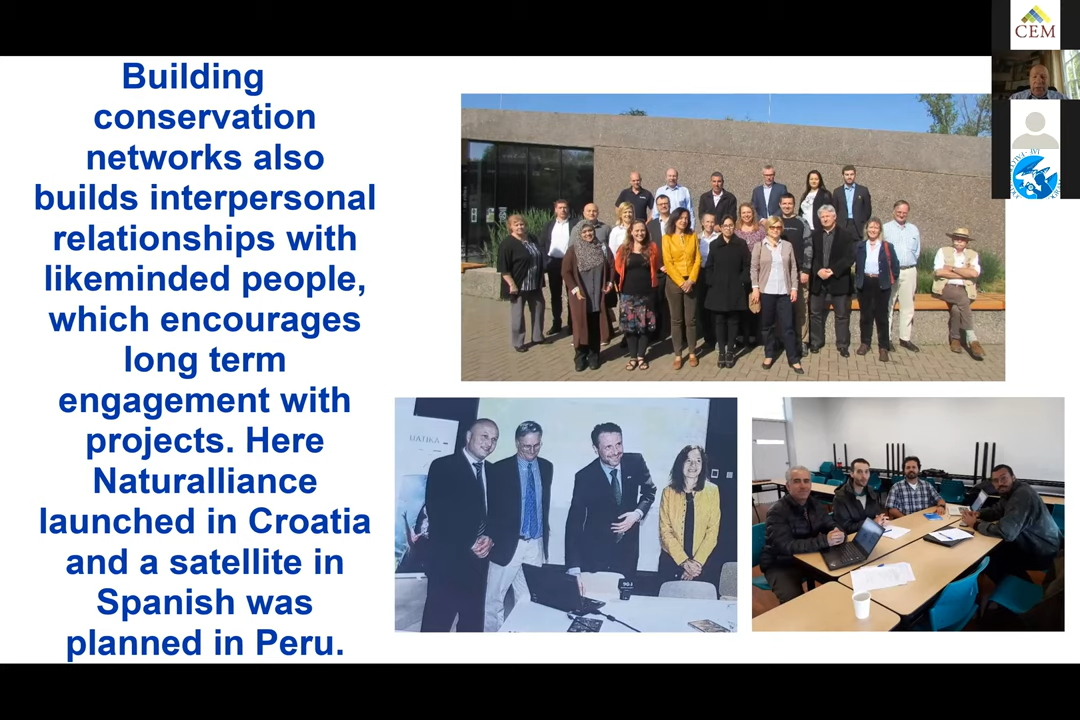 Building
conservation
networks also
builds interpersonal
relationships with
likeminded people,
which encourages
long term
engagement with
projects. Here
Naturalliance
launched in Croatia
and a satellite in
Spanish was
planned in Peru.
CEM